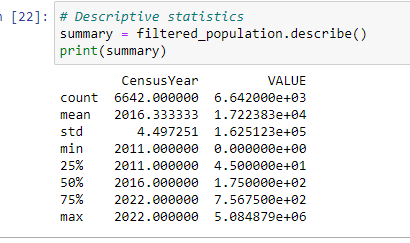 [22]: # Descriptive statistics
summary = filtered_population.describe()
print(summary)
CensusYear VALUE
count 6642.000000 6.642000e+03
mean 2016.333333 1.722383e+04
std 4.497251 1.625123e+05
min 2011.000000 0.000000e+00
25% 2011.000000 4.500000e+01
50% 2016.000000 1.750000e+02
75% 2022.000000 7.567500e+02
max 2022.000000 5.084879e+06